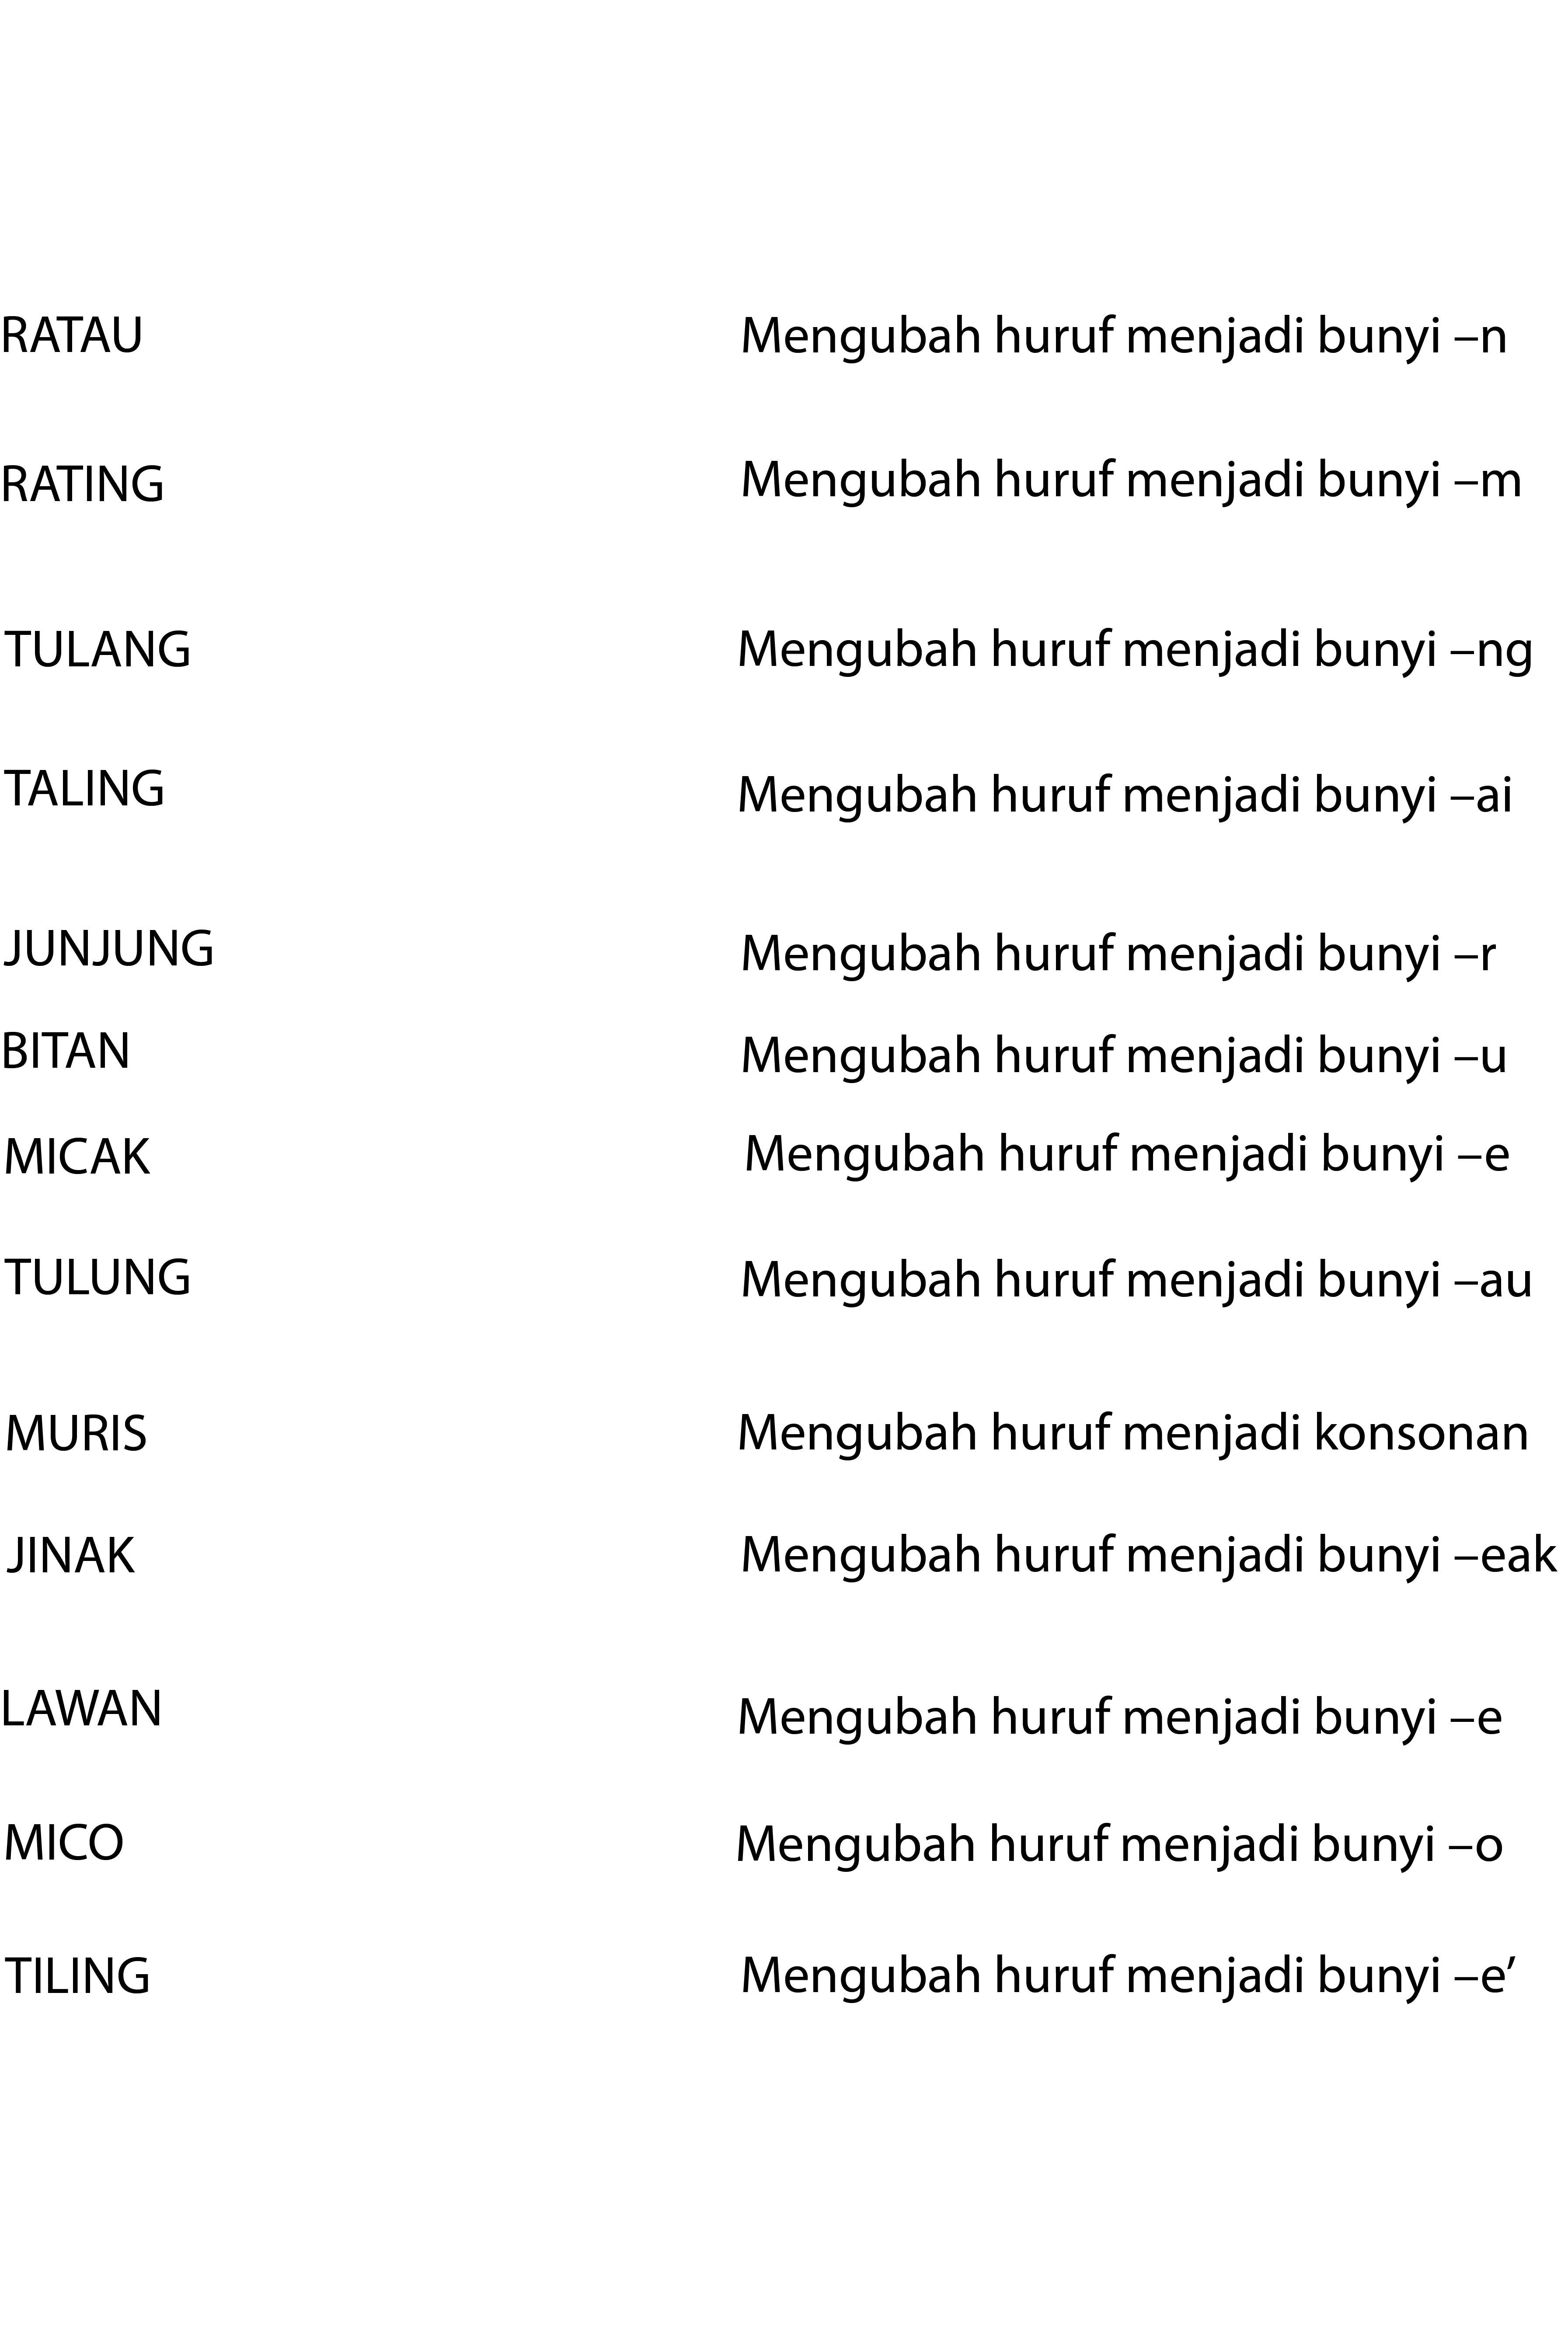 RATAU Mengubah huruf menjadi bunyi –n
RATING Mengubah huruf menjadi bunyi –m
TULANG Mengubah huruf menjadi bunyi –ng
TALING Mengubah huruf menjadi bunyi –ai
JUNJUNG Mengubah huruf menjadi bunyi –r
BITAN Mengubah huruf menjadi bunyi –u
MICAK Mengubah huruf menjadi bunyi –e
TULUNG Mengubah huruf menjadi bunyi –au
MURIS Mengubah huruf menjadi konsonan
JINAK Mengubah huruf menjadi bunyi –eak
LAWAN Mengubah huruf menjadi bunyi –e
MICO Mengubah huruf menjadi bunyi –o
TILING Mengubah huruf menjadi bunyi –e’